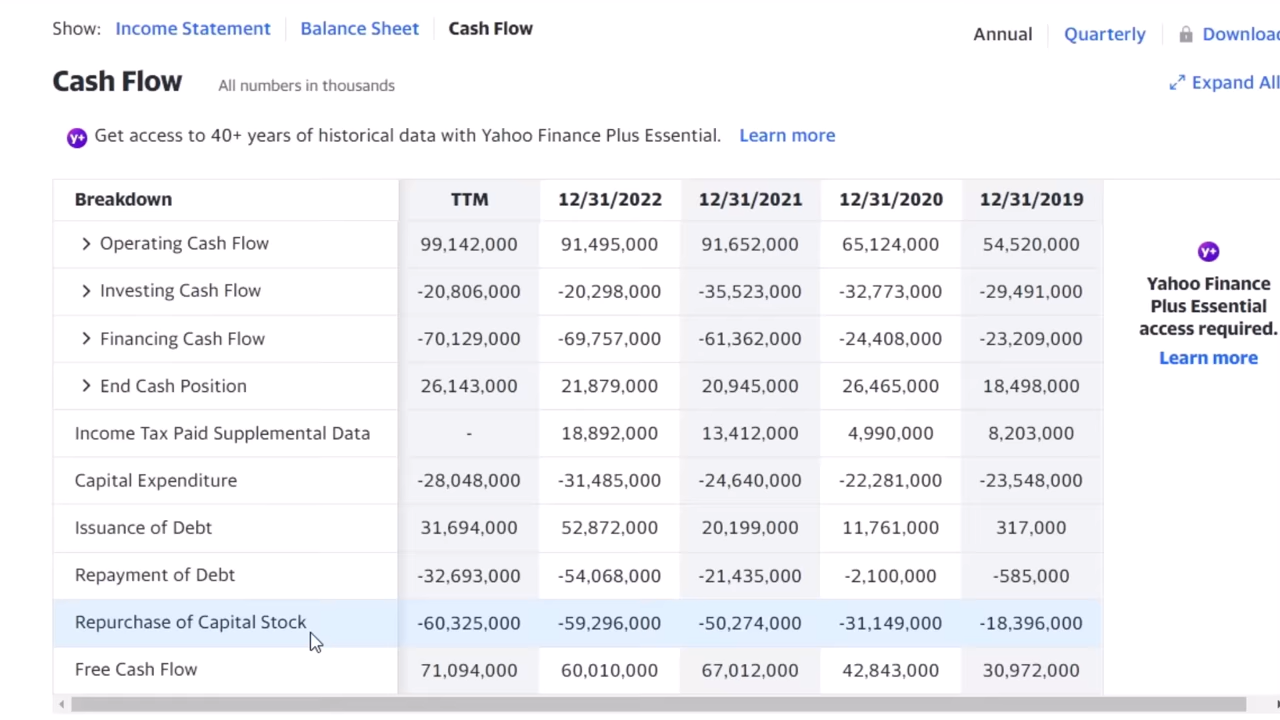 Show: Income Statement Balance Sheet Cash Flow Annual Quarterly Download
Cash Flow All numbers in thousands Expand All
y+ Get access to 40+ years of historical data with Yahoo Finance Plus Essential. Learn more
Breakdown TTM 12/31/2022 12/31/2021 12/31/2020 12/31/2019
Operating Cash Flow 99,142,000 91,495,000 91,652,000 65,124,000 54,520,000
Investing Cash Flow -20,806,000 -20,298,000 -35,523,000 -32,773,000 -29,491,000
Financing Cash Flow -70,129,000 -69,757,000 -61,362,000 -24,408,000 -23,209,000
End Cash Position 26,143,000 21,879,000 20,945,000 26,465,000 18,498,000
Income Tax Paid Supplemental Data - 18,892,000 13,412,000 4,990,000 8,203,000
Capital Expenditure -28,048,000 -31,485,000 -24,640,000 -22,281,000 -23,548,000
Issuance of Debt 31,694,000 52,872,000 20,199,000 11,761,000 317,000
Repayment of Debt -32,693,000 -54,068,000 -21,435,000 -2,100,000 -585,000
Repurchase of Capital Stock -60,325,000 -59,296,000 -50,274,000 -31,149,000 -18,396,000
Free Cash Flow 71,094,000 60,010,000 67,012,000 42,843,000 30,972,000
y+
Yahoo Finance
Plus Essential
access required.
Learn more